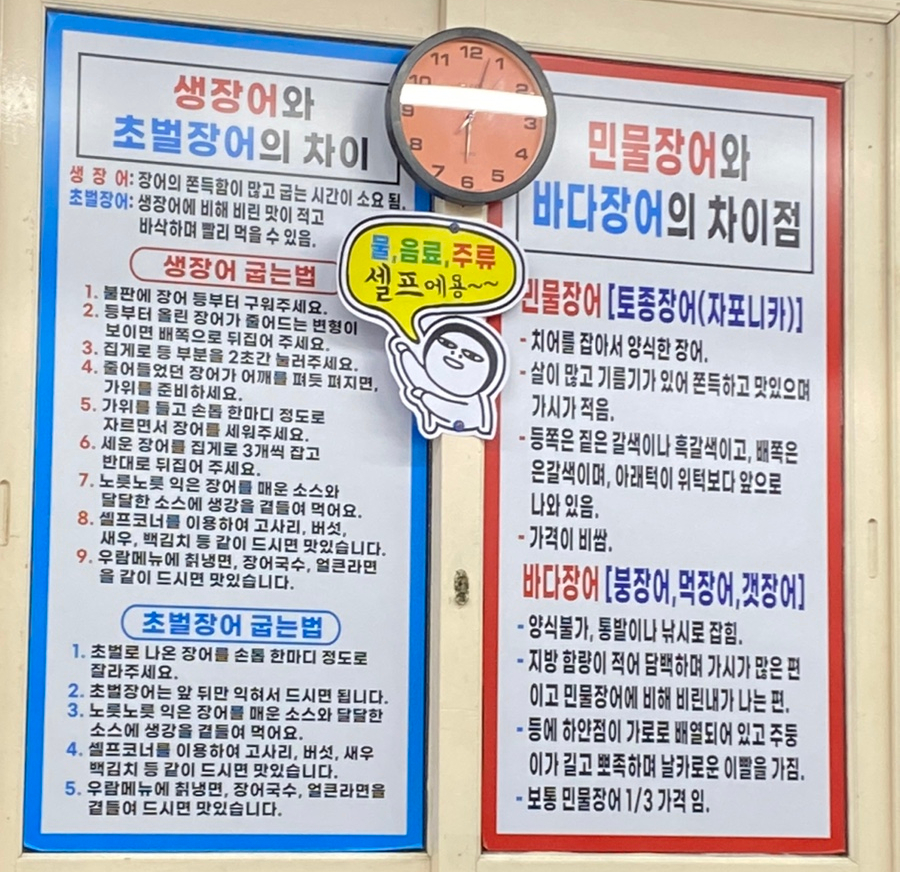 생장어와
초벌장어의 차이
생 장 어: 장어의 쫀득함이 많고 굽는 시간이 소요 됨.
초벌장어: 생장어에 비해 비린 맛이 적고
바삭하며 빨리 먹을 수 있음.
생장어 굽는법
1. 불판에 장어 등부터 구워주세요.
2. 등부터 올린 장어가 줄어드는 변형이
보이면 배쪽으로 뒤집어 주세요.
3. 집게로 등 부분을 2초간 눌러주세요.
4. 줄어들었던 장어가 어깨를 펴듯 펴지면,
가위를 준비하세요.
5. 가위를 들고 손톱 한마디 정도로
자르면서 장어를 세워주세요.
6. 세운 장어를 집게로 3개씩 잡고
반대로 뒤집어 주세요.
7. 노릇노릇 익은 장어를 매운 소스와
달달한 소스에 생강을 곁들여 먹어요.
8. 셀프코너를 이용하여 고사리, 버섯,
새우, 백김치 등 같이 드시면 맛있습니다.
9. 우람메뉴에 칡냉면, 장어국수, 얼큰라면
을 같이 드시면 맛있습니다.
초벌장어 굽는법
1. 초벌로 나온 장어를 손톱 한마디 정도로
잘라주세요.
2. 초벌장어는 앞 뒤만 익혀서 드시면 됩니다.
3. 노릇노릇 익은 장어를 매운 소스와 달달한
소스에 생강을 곁들여 먹어요.
4. 셀프코너를 이용하여 고사리, 버섯, 새우
백김치 등 같이 드시면 맛있습니다.
5. 우람메뉴에 칡냉면, 장어국수, 얼큰라면을
곁들여 드시면 맛있습니다.
12
1
2
3
4
5
6
7
8
9
10
11
물,음료,주류
셀프에용~~
민물장어와
바다장어의 차이점
민물장어 [토종장어(자포니카)]
- 치어를 잡아서 양식한 장어.
- 살이 많고 기름기가 있어 쫀득하고 맛있으며
가시가 적음.
- 등쪽은 짙은 갈색이나 흑갈색이고, 배쪽은
은갈색이며, 아래턱이 위턱보다 앞으로
나와 있음.
- 가격이 비쌈.
바다장어 [붕장어,먹장어,갯장어]
- 양식불가, 통발이나 낚시로 잡힘.
- 지방 함량이 적어 담백하며 가시가 많은 편
이고 민물장어에 비해 비린내가 나는 편.
- 등에 하얀점이 가로로 배열되어 있고 주둥
이가 길고 뾰족하며 날카로운 이빨을 가짐.
- 보통 민물장어 1/3 가격 임.